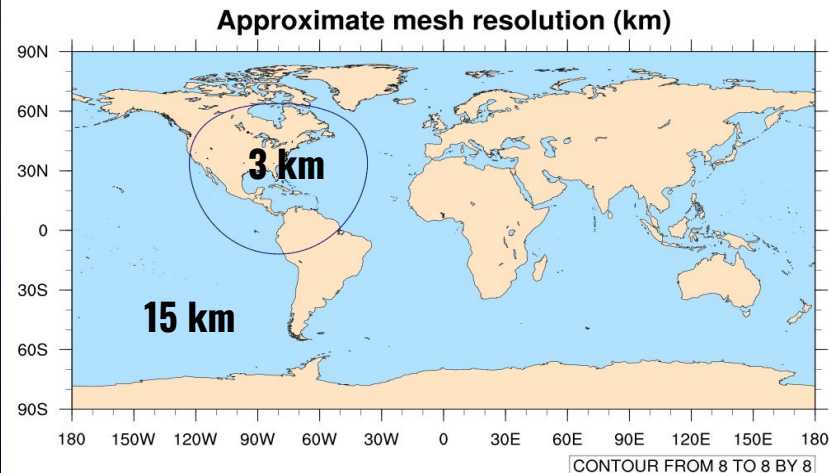 Approximate mesh resolution (km)
90N
60N
30N
0
30S
60S
90S
3 km
15 km
180 150W 120W 90W 60W 30W 0 30E 60E 90E 120E 150E 180
CONTOUR FROM 8 TO 8 BY 8